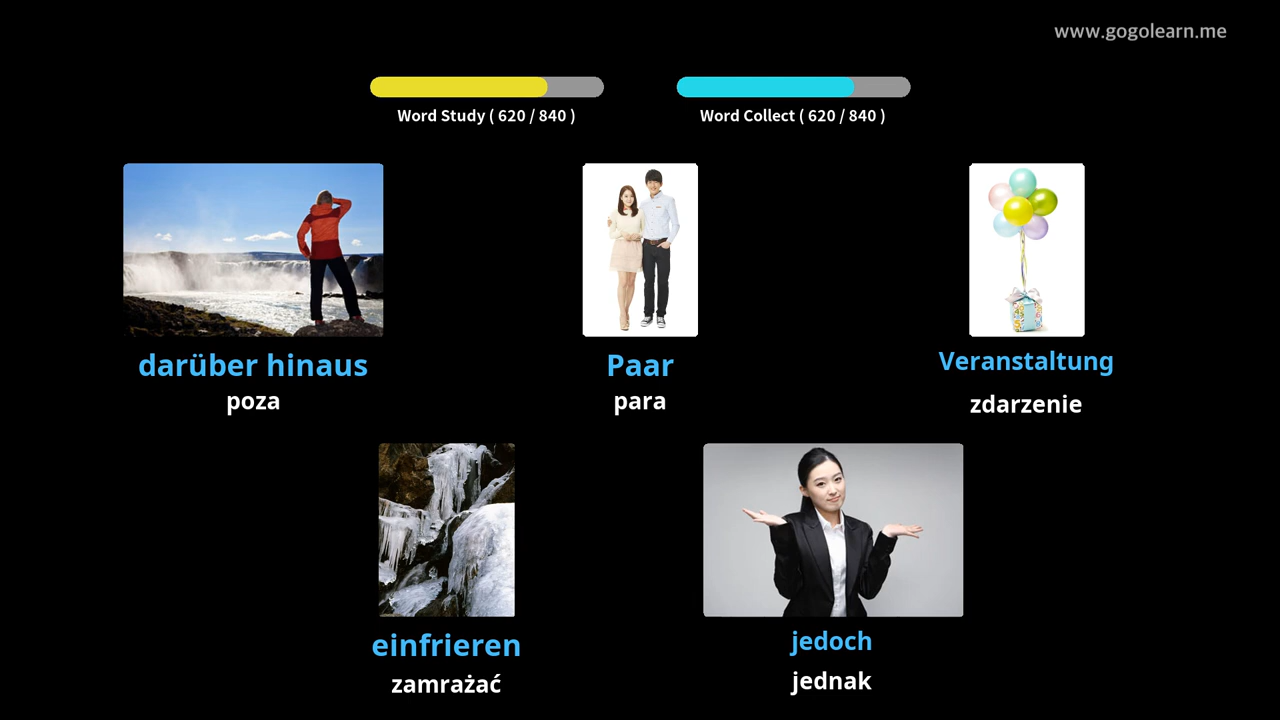 www.gogolearn.me
Word Study ( 620 / 840 )
Word Collect ( 620 / 840 )
darüber hinaus
poza
Paar
para
Veranstaltung
zdarzenie
einfrieren
zamrażać
jedoch
jednak